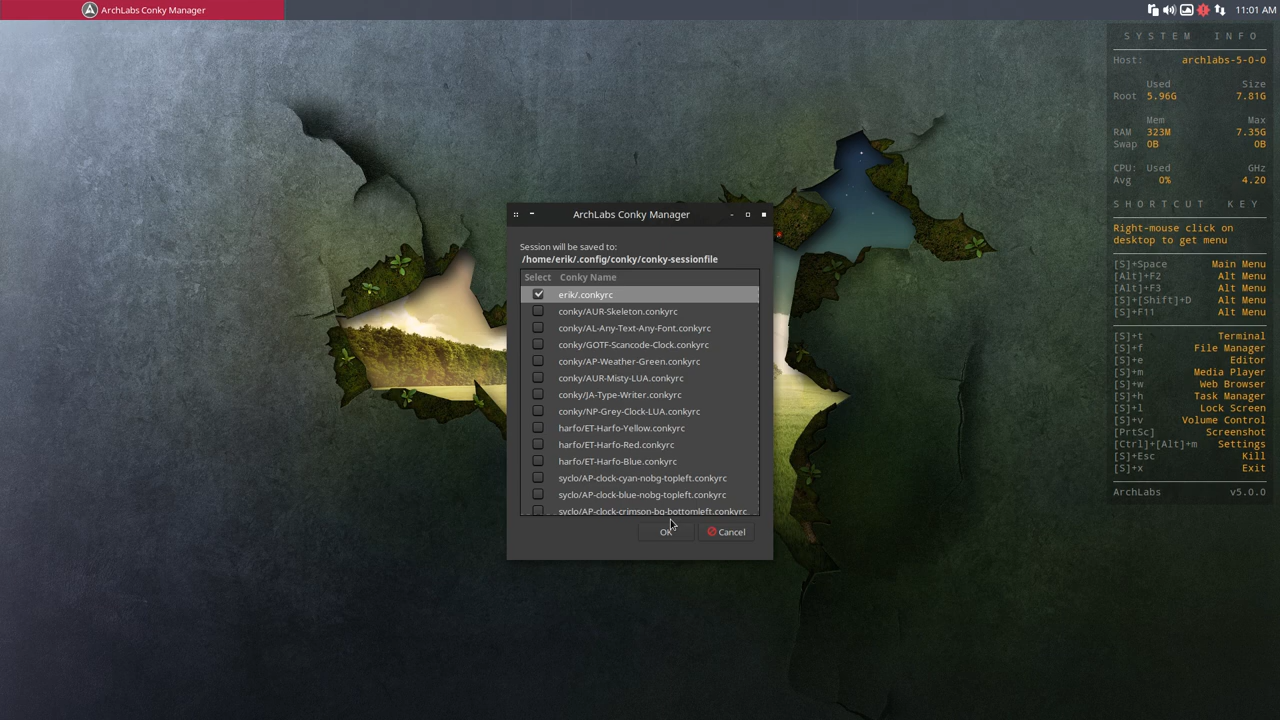 ArchLabs Conky Manager
11:01 AM
SYSTEM INFO
Host: archlabs-5-0-0
Used Size
Root 5.96G 7.81G
Mem Max
RAM 323M 7.35G
Swap 0B 0B
CPU: Used GHz
Avg 0% 4.20
SHORTCUT KEY
Right-mouse click on
desktop to get menu
[S]+Space Main Menu
[Alt]+F2 Alt Menu
[Alt]+F3 Alt Menu
[S]+[Shift]+D Alt Menu
[S]+F11 Alt Menu
[S]+t Terminal
[S]+f File Manager
[S]+e Editor
[S]+m Media Player
[S]+w Web Browser
[S]+h Task Manager
[S]+l Lock Screen
[S]+v Volume Control
[PrtSc] Screenshot
[Ctrl]+[Alt]+m Settings
[S]+Esc Kill
[S]+x Exit
ArchLabs v5.0.0
ArchLabs Conky Manager
Session will be saved to:
/home/erik/.config/conky/conky-sessionfile
Select Conky Name
erik/.conkyrc
conky/AUR-Skeleton.conkyrc
conky/AL-Any-Text-Any-Font.conkyrc
conky/GOTF-Scancode-Clock.conkyrc
conky/AP-Weather-Green.conkyrc
conky/AUR-Misty-LUA.conkyrc
conky/JA-Type-Writer.conkyrc
conky/NP-Grey-Clock-LUA.conkyrc
harfo/ET-Harfo-Yellow.conkyrc
harfo/ET-Harfo-Red.conkyrc
harfo/ET-Harfo-Blue.conkyrc
syclo/AP-clock-cyan-nobg-topleft.conkyrc
syclo/AP-clock-blue-nobg-topleft.conkyrc
syclo/AP-clock-crimson-bg-bottomleft.conkyrc
OK Cancel